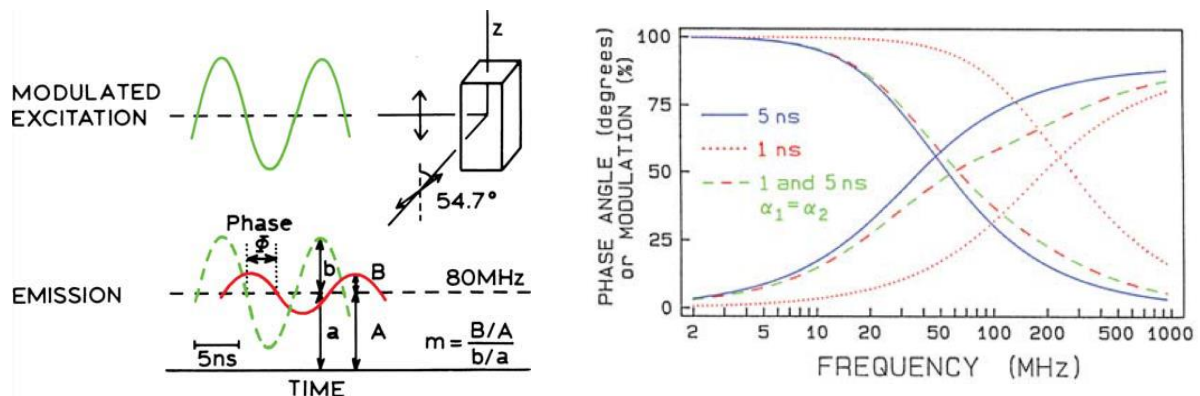 MODULATED
EXCITATION
z
54.7°
Phase
Φ
b
B
80MHz
EMISSION
a
A
5ns
m = B/A
b/a
TIME
PHASE ANGLE (degrees)
or MODULATION (%)
100
75
50
25
0
5 ns
1 ns
1 and 5 ns
α1 = α2
2
5
10
20
50
100
200
500
1000
FREQUENCY (MHz)